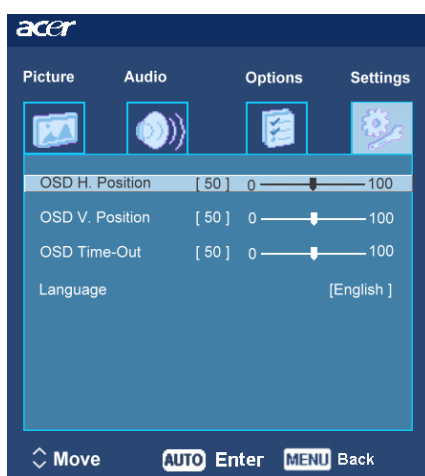 acer
Picture Audio Options Settings
OSD H. Position [ 50 ] 0 100
OSD V. Position [ 50 ] 0 100
OSD Time-Out [ 50 ] 0 100
Language [English ]
Move AUTO Enter MENU Back